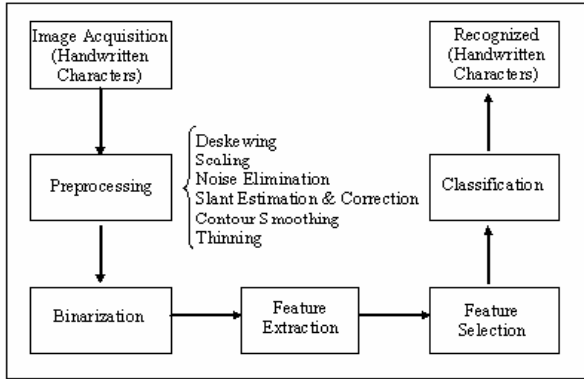 Image Acquisition
(Handwritten
Characters)
Recognized
(Handwritten
Characters)
Preprocessing
Deskewing
Scaling
Noise Elimination
Slant Estimation & Correction
Contour Smoothing
Thinning
Classification
Binarization
Feature
Extraction
Feature
Selection